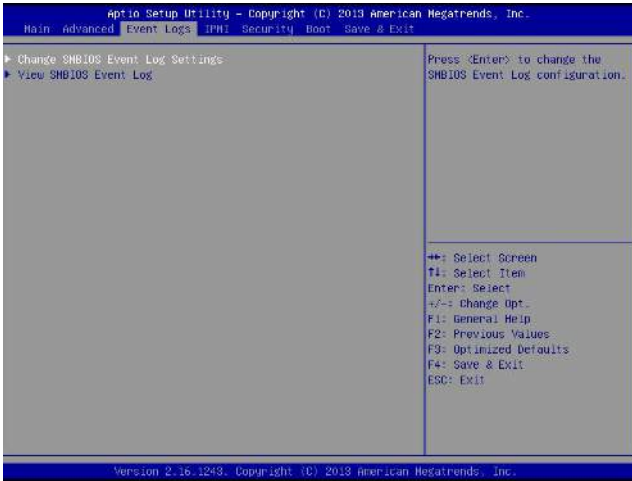 Aptio Setup Utility – Copyright (C) 2013 American Megatrends, Inc.
Main Advanced Event Logs IPMI Security Boot Save & Exit
▶ Change SMBIOS Event Log Settings
▶ View SMBIOS Event Log
Press <Enter> to change the
SMBIOS Event Log configuration.
→←: Select Screen
↑↓: Select Item
Enter: Select
+/-: Change Opt.
F1: General Help
F2: Previous Values
F3: Optimized Defaults
F4: Save & Exit
ESC: Exit
Version 2.16.1243. Copyright (C) 2013 American Megatrends, Inc.